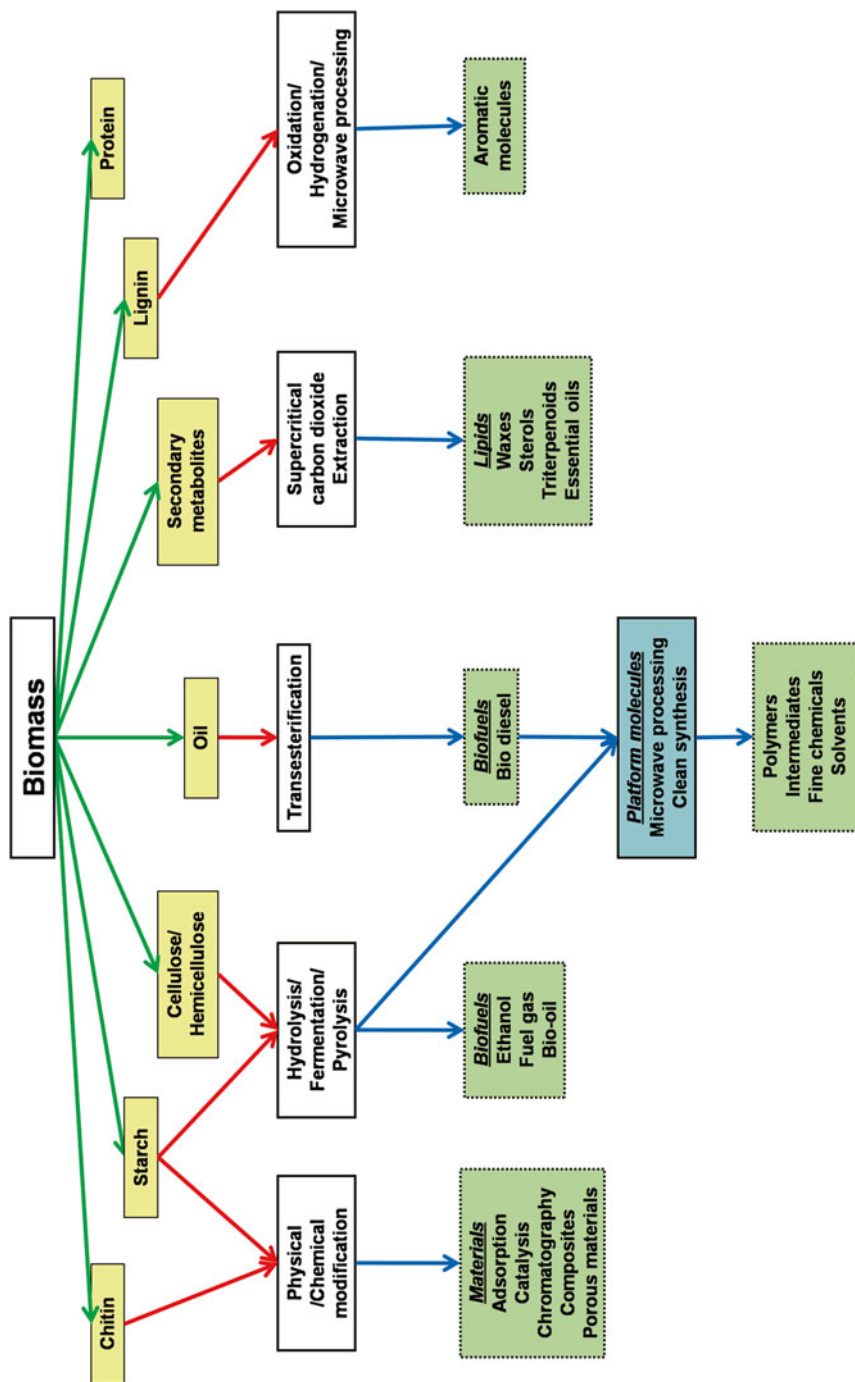 Biomass
Chitin
Starch
Cellulose/
Hemicellulose
Oil
Secondary
metabolites
Lignin
Protein
Physical
/Chemical
modification
Hydrolysis/
Fermentation/
Pyrolysis
Transesterification
Supercritical
carbon dioxide
Extraction
Oxidation/
Hydrogenation/
Microwave processing
Materials
Adsorption
Catalysis
Chromatography
Composites
Porous materials
Biofuels
Ethanol
Fuel gas
Bio-oil
Biofuels
Bio diesel
Lipids
Waxes
Sterols
Triterpenoids
Essential oils
Aromatic
molecules
Platform molecules
Microwave processing
Clean synthesis
Polymers
Intermediates
Fine chemicals
Solvents